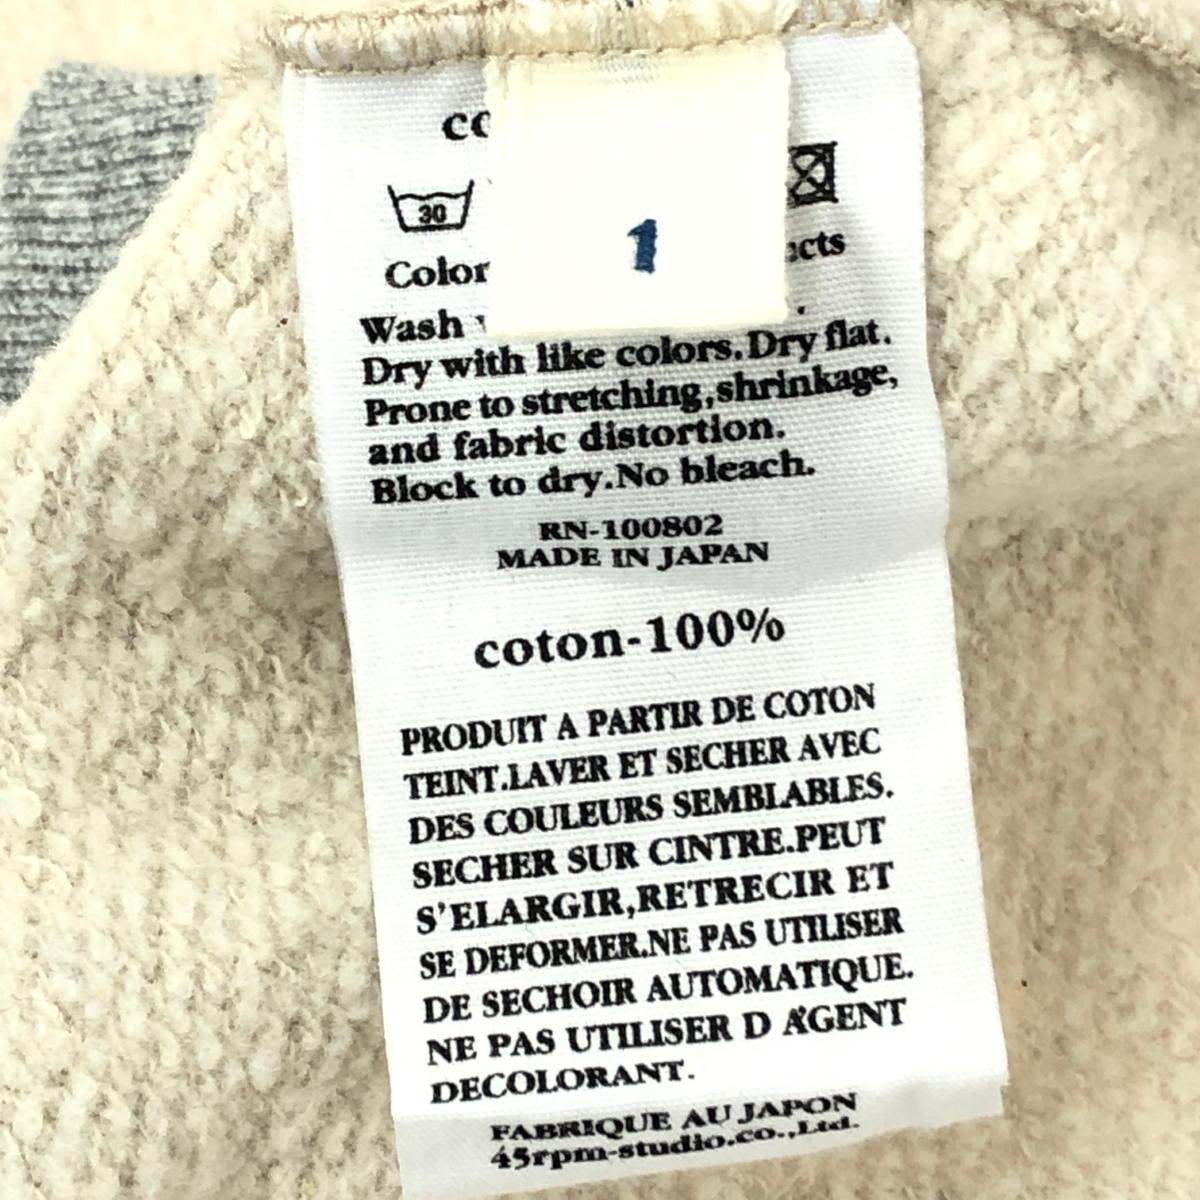 1
30
Color
Wash
Dry with like colors.Dry flat.
Prone to stretching,shrinkage,
and fabric distortion.
Block to dry.No bleach.
RN-100802
MADE IN JAPAN
coton-100%
PRODUIT A PARTIR DE COTON
TEINT.LAVER ET SECHER AVEC
DES COULEURS SEMBLABLES.
SECHER SUR CINTRE.PEUT
S'ELARGIR,RETRECIR ET
SE DEFORMER.NE PAS UTILISER
DE SECHOIR AUTOMATIQUE.
NE PAS UTILISER D A'GENT
DECOLORANT.
FABRIQUE AU JAPON
45rpm-studio.co.,Ltd.